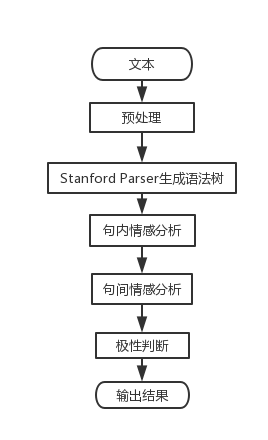 文本
预处理
Stanford Parser生成语法树
句内情感分析
句间情感分析
极性判断
输出结果